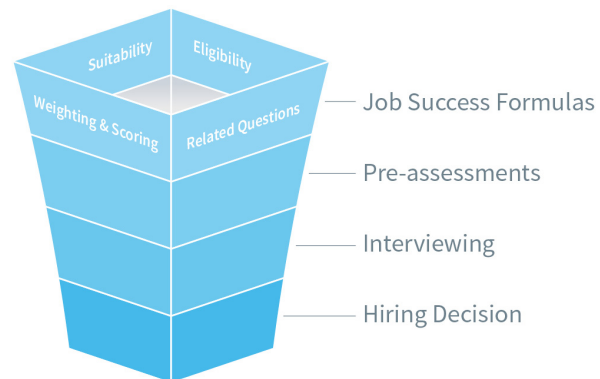 Suitability
Eligibility
Weighting & Scoring
Related Questions
Job Success Formulas
Pre-assessments
Interviewing
Hiring Decision